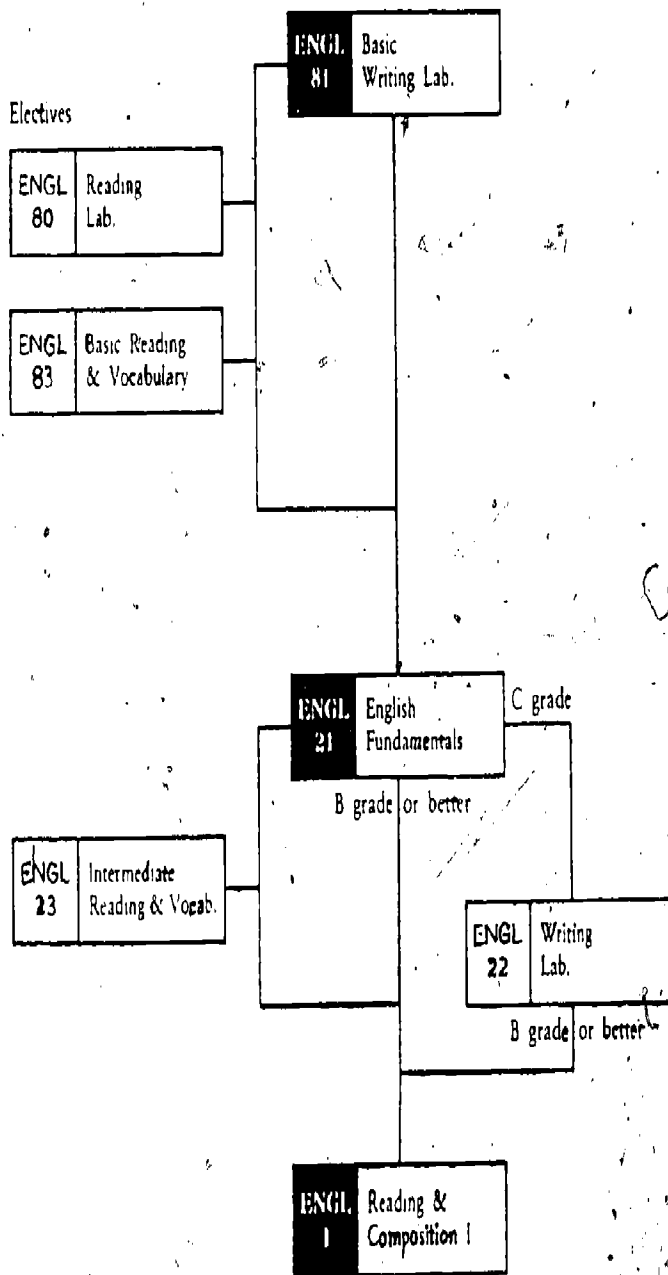 ENGL
81
Basic
Writing Lab.
Electives
ENGL
80
Reading
Lab.
ENGL
83
Basic Reading
& Vocabulary
ENGL
21
English
Fundamentals
C grade
B grade or better
ENGL
23
Intermediate
Reading & Vocab.
ENGL
22
Writing
Lab.
B grade or better
ENGL
1
Reading &
Composition I